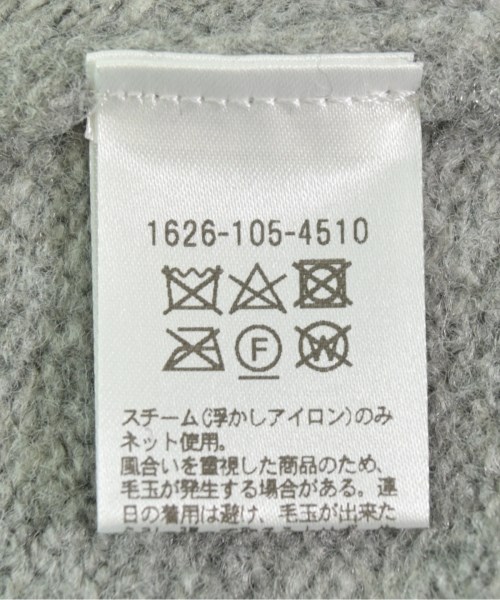 1626-105-4510
F
W
スチーム(浮かしアイロン)のみ
ネット使用。
風合いを重視した商品のため、
毛玉が発生する場合がある。連
日の着用は避け、毛玉が出来た